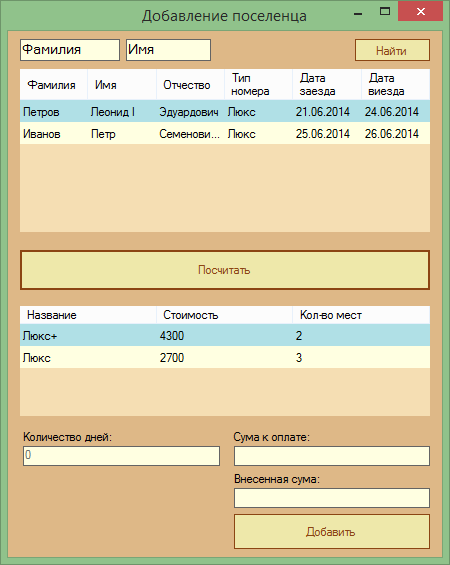 Добавление поселенца
Фамилия Имя Найти
Фамилия Имя Отчество Тип номера Дата заезда Дата виезда
Петров Леонид I Эдуардович Люкс 21.06.2014 24.06.2014
Иванов Петр Семенови... Люкс 25.06.2014 26.06.2014
Посчитать
Название Стоимость Кол-во мест
Люкс+ 4300 2
Люкс 2700 3
Количество дней: Сума к оплате:
0
Внесенная сума:
Добавить